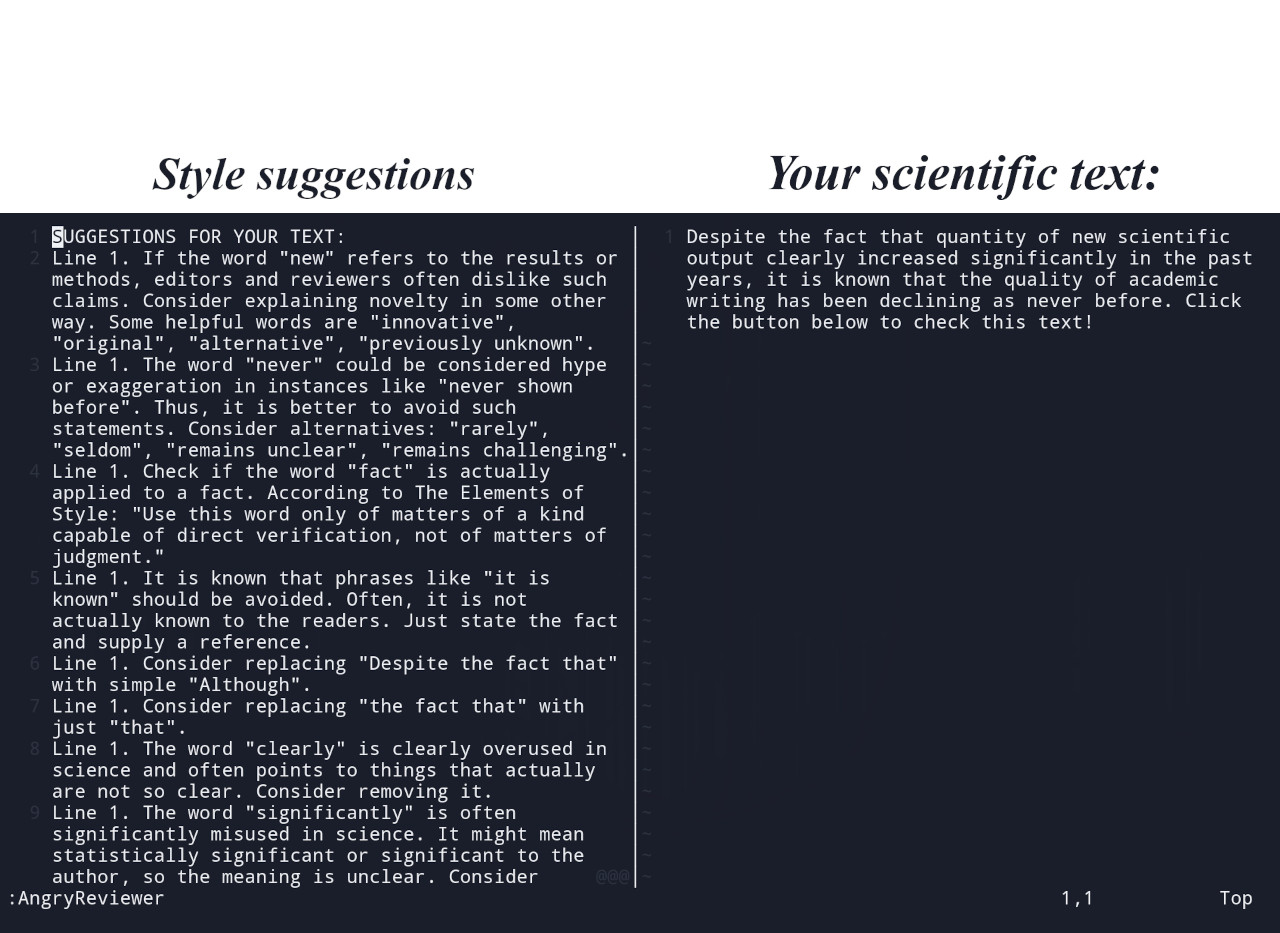 Style suggestions
Your scientific text:
1 SUGGESTIONS FOR YOUR TEXT:
2 Line 1. If the word "new" refers to the results or
methods, editors and reviewers often dislike such
claims. Consider explaining novelty in some other
way. Some helpful words are "innovative",
"original", "alternative", "previously unknown".
3 Line 1. The word "never" could be considered hype
or exaggeration in instances like "never shown
before". Thus, it is better to avoid such
statements. Consider alternatives: "rarely",
"seldom", "remains unclear", "remains challenging".
4 Line 1. Check if the word "fact" is actually
applied to a fact. According to The Elements of
Style: "Use this word only of matters of a kind
capable of direct verification, not of matters of
judgment."
5 Line 1. It is known that phrases like "it is
known" should be avoided. Often, it is not
actually known to the readers. Just state the fact
and supply a reference.
6 Line 1. Consider replacing "Despite the fact that"
with simple "Although".
7 Line 1. Consider replacing "the fact that" with
just "that".
8 Line 1. The word "clearly" is clearly overused in
science and often points to things that actually
are not so clear. Consider removing it.
9 Line 1. The word "significantly" is often
significantly misused in science. It might mean
statistically significant or significant to the
author, so the meaning is unclear. Consider @@@
1 Despite the fact that quantity of new scientific
output clearly increased significantly in the past
years, it is known that the quality of academic
writing has been declining as never before. Click
the button below to check this text!
:AngryReviewer 1,1 Top